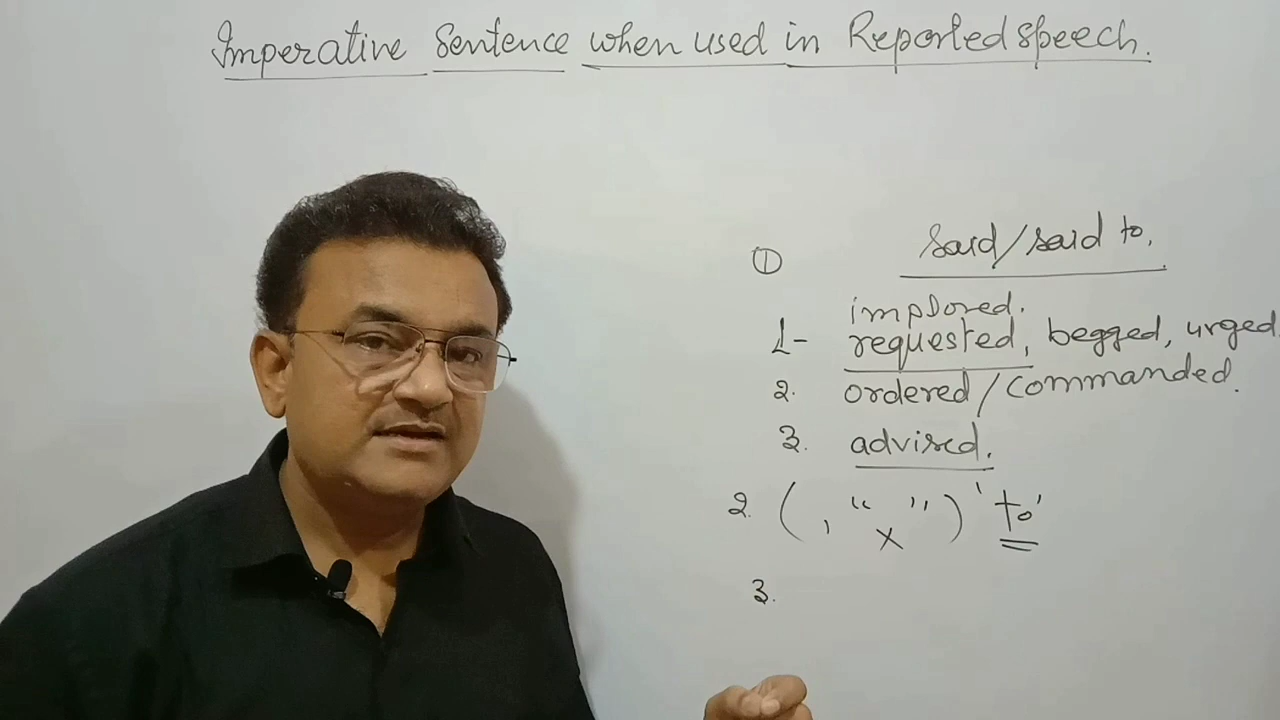 Imperative Sentence when used in Reported speech.
① said/said to,
implored.
1- requested, begged, urged
2. ordered/commanded.
3. advised.
2. ( , “ x ” ) ‘to’
3.